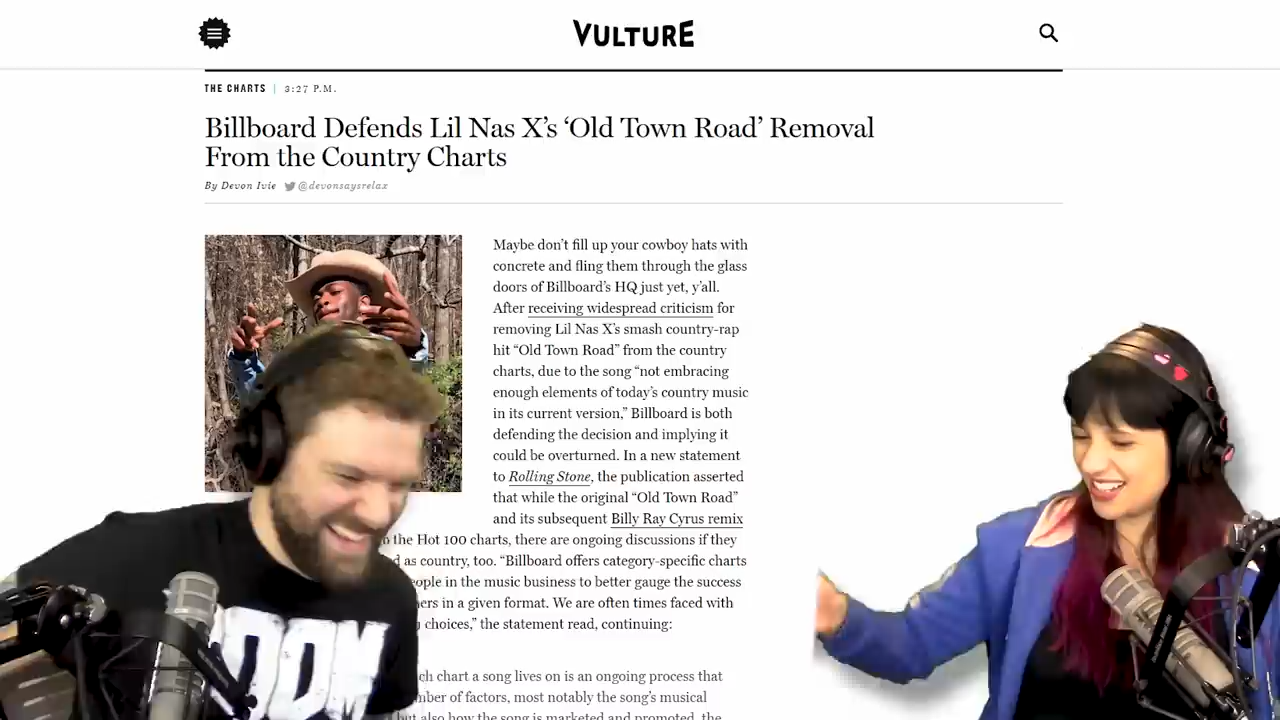 VULTURE
THE CHARTS | 3:27 P.M.
Billboard Defends Lil Nas X's ‘Old Town Road’ Removal
From the Country Charts
By Devon Ivie @devonsaysrelax
Maybe don't fill up your cowboy hats with
concrete and fling them through the glass
doors of Billboard's HQ just yet, y'all.
After receiving widespread criticism for
removing Lil Nas X's smash country-rap
hit “Old Town Road” from the country
charts, due to the song “not embracing
enough elements of today's country music
in its current version,” Billboard is both
defending the decision and implying it
could be overturned. In a new statement
to Rolling Stone, the publication asserted
that while the original “Old Town Road”
and its subsequent Billy Ray Cyrus remix
the Hot 100 charts, there are ongoing discussions if they
as country, too. “Billboard offers category-specific charts
in the music business to better gauge the success
in a given format. We are often times faced with
choices,” the statement read, continuing:
chart a song lives on is an ongoing process that
of factors, most notably the song's musical
but also how the song is marketed and promoted, the